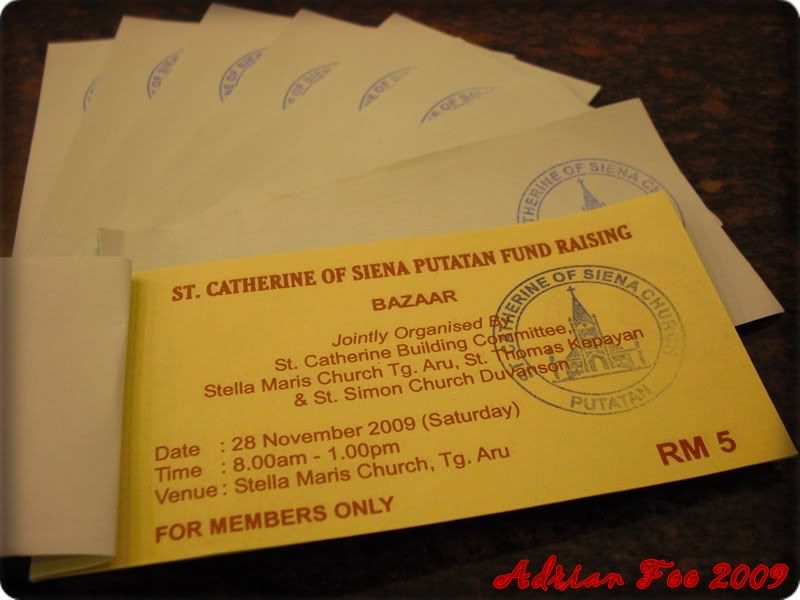 ST. CATHERINE OF SIENA PUTATAN FUND RAISING
BAZAAR
Jointly Organised By
St. Catherine Building Committee,
Stella Maris Church Tg. Aru, St. Thomas Kepayan
& St. Simon Church Duvanson
Date : 28 November 2009 (Saturday)
Time : 8.00am - 1.00pm
Venue : Stella Maris Church, Tg. Aru
RM 5
FOR MEMBERS ONLY
CATHERINE OF SIENA CHURCH
PUTATAN
CATHERINE OF SIENA
Adrian Foo 2009